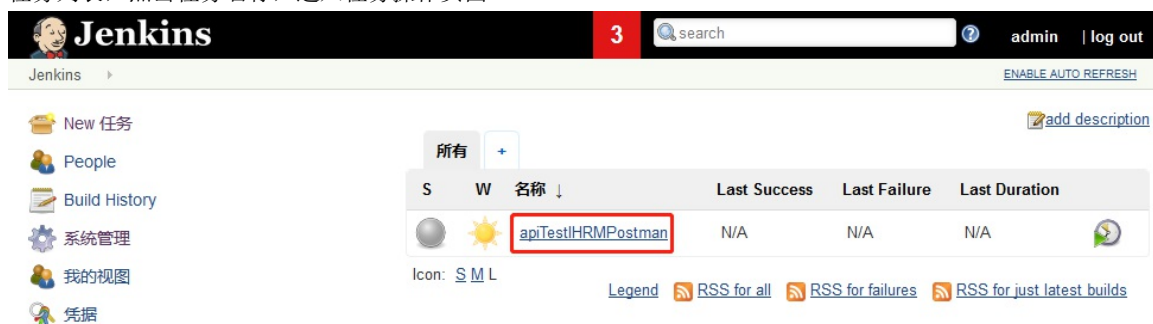 Jenkins 3 search admin | log out
Jenkins ENABLE AUTO REFRESH
New 任务
add description
People
所有 +
Build History
S W 名称 ↓ Last Success Last Failure Last Duration
系统管理
apiTestIHRMPostman N/A N/A N/A
我的视图
Icon: S M L
Legend RSS for all RSS for failures RSS for just latest builds
凭据